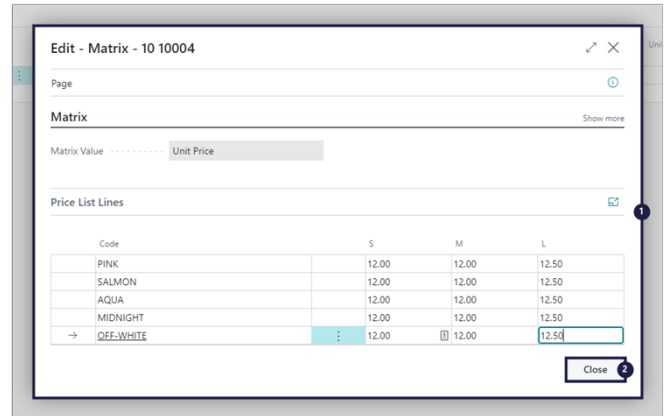 Edit - Matrix - 10 10004
Uni
Page
Matrix
Show more
Matrix Value Unit Price
Price List Lines
1
Code S M L
PINK 12.00 12.00 12.50
SALMON 12.00 12.00 12.50
AQUA 12.00 12.00 12.50
MIDNIGHT 12.00 12.00 12.50
→ OFF-WHITE 12.00 12.00 12.50
Close 2